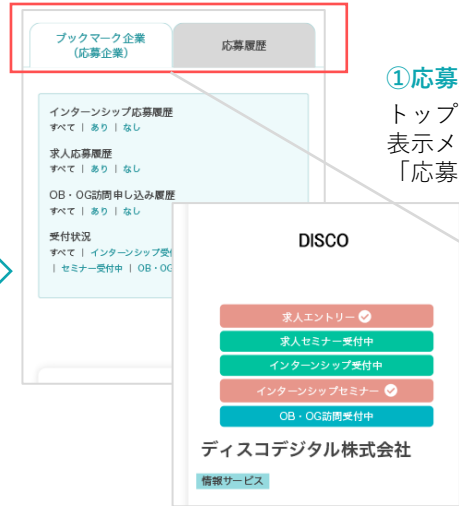 ブックマーク企業
(応募企業)
応募履歴
インターンシップ応募履歴
すべて | あり | なし
求人応募履歴
すべて | あり | なし
OB・OG訪問申し込み履歴
すべて | あり | なし
受付状況
すべて | インターンシップ受
| セミナー受付中 | OB・OG
①応募
トップ
表示メ
「応募
DISCO
求人エントリー
求人セミナー受付中
インターンシップ受付中
インターンシップセミナー
OB・OG訪問受付中
ディスコデジタル株式会社
情報サービス